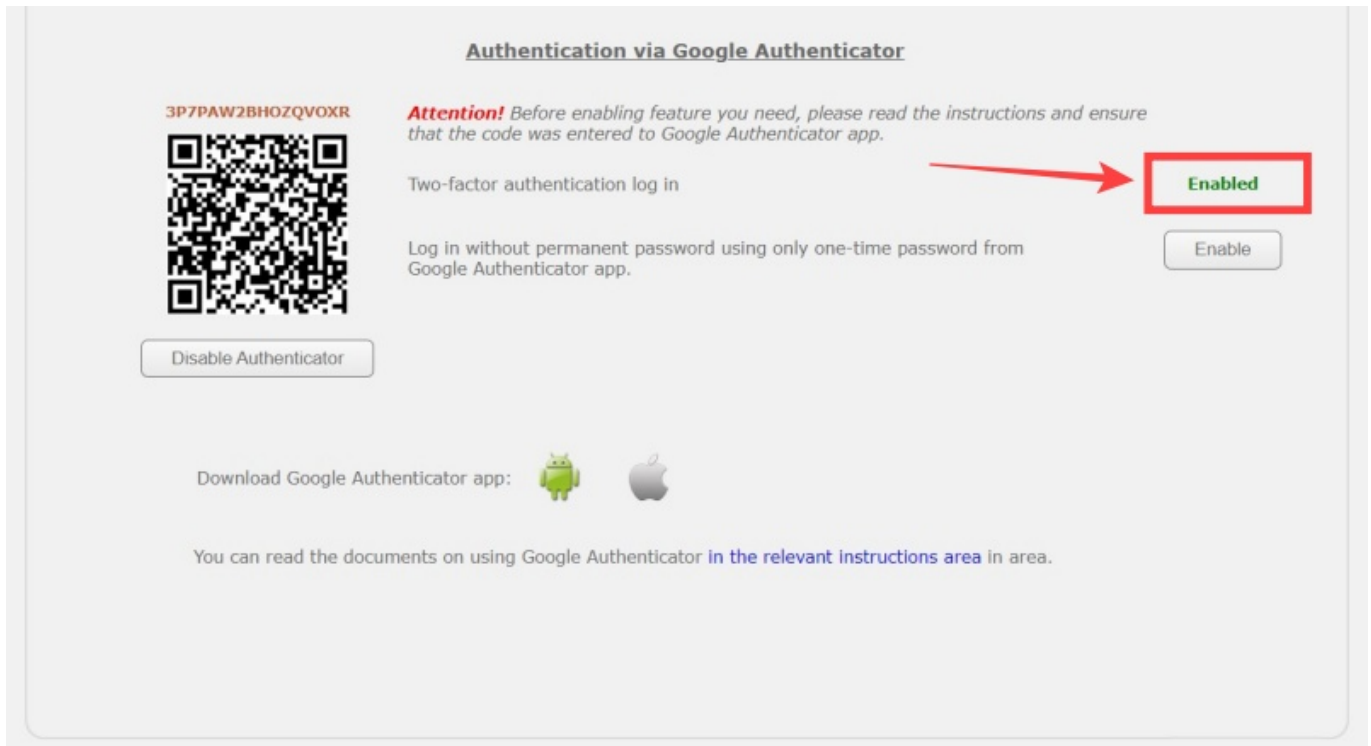 Authentication via Google Authenticator
3P7PAW2BHOZQVOXR
Attention! Before enabling feature you need, please read the instructions and ensure
that the code was entered to Google Authenticator app.
Two-factor authentication log in
Enabled
Log in without permanent password using only one-time password from
Google Authenticator app.
Enable
Disable Authenticator
Download Google Authenticator app:
You can read the documents on using Google Authenticator in the relevant instructions area in area.